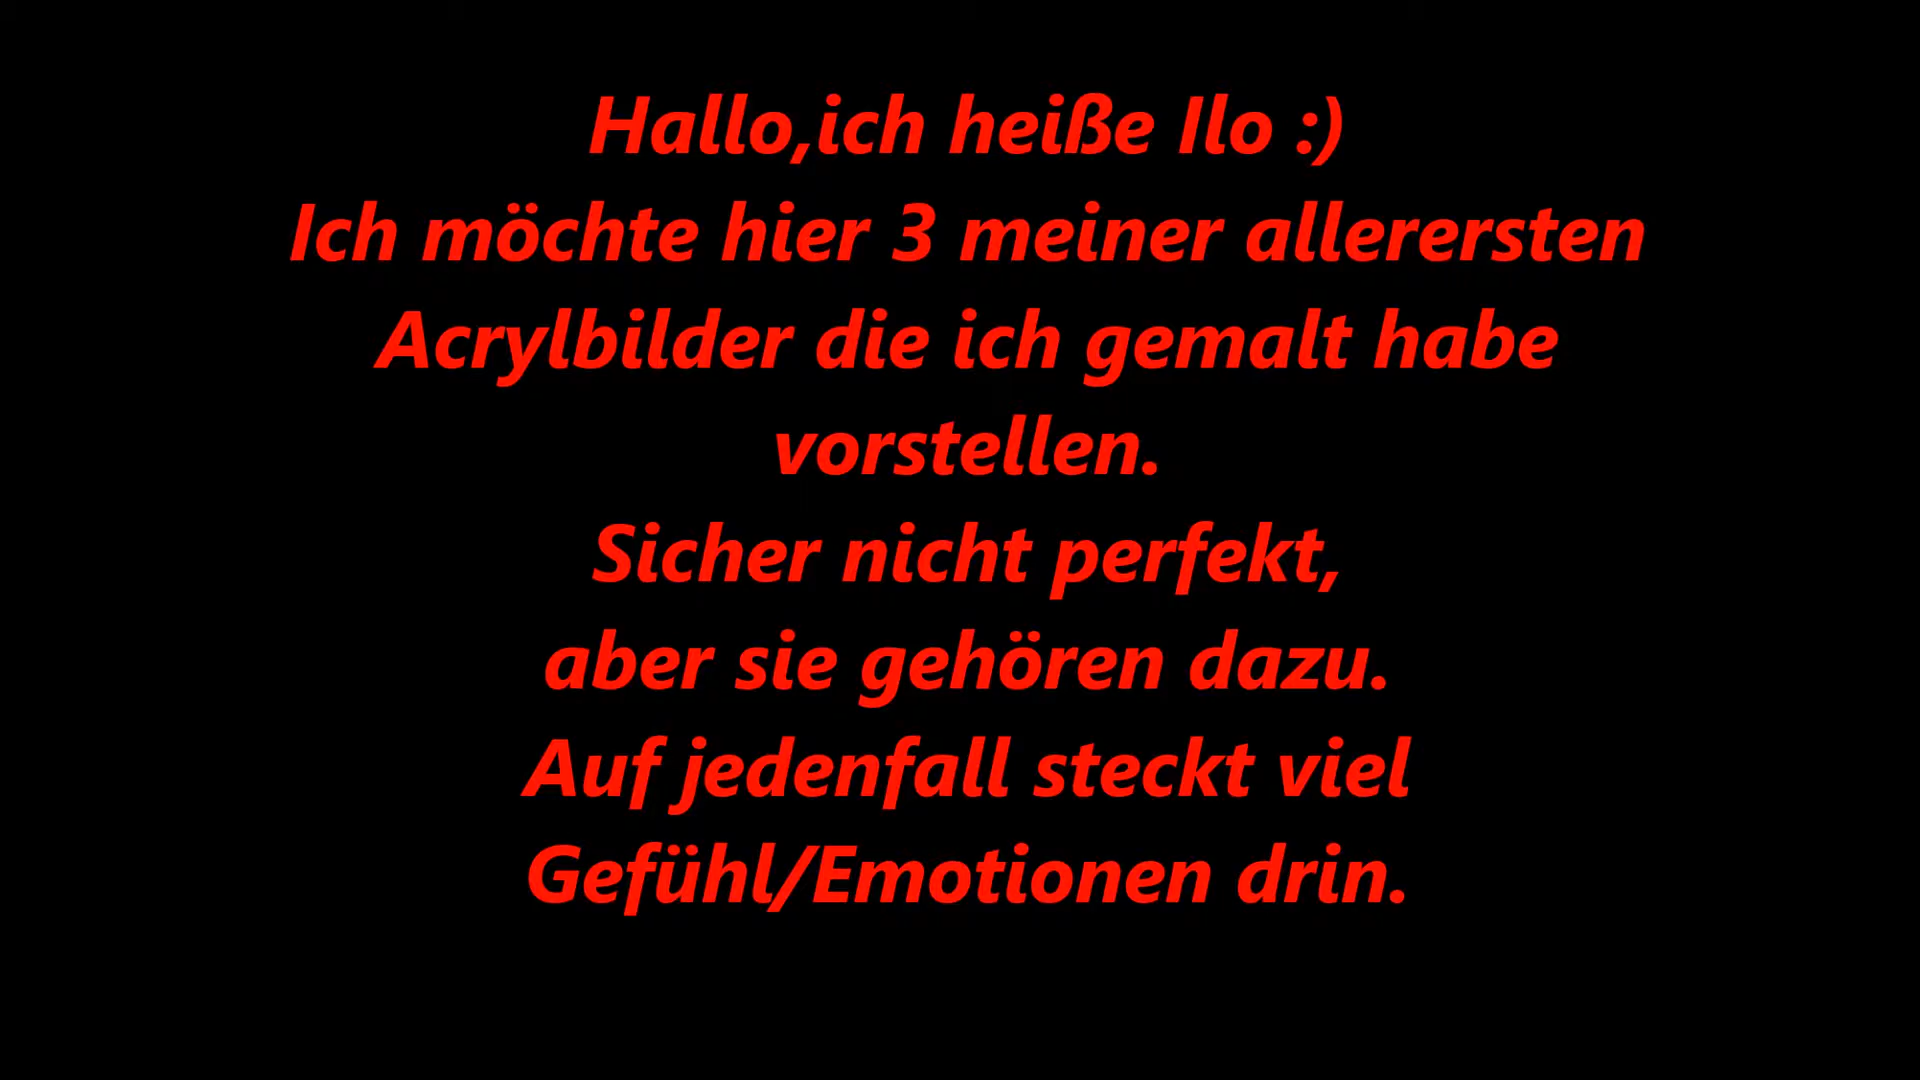 Hallo,ich heiße Ilo :)
Ich möchte hier 3 meiner allerersten
Acrylbilder die ich gemalt habe
vorstellen.
Sicher nicht perfekt,
aber sie gehören dazu.
Auf jedenfall steckt viel
Gefühl/Emotionen drin.